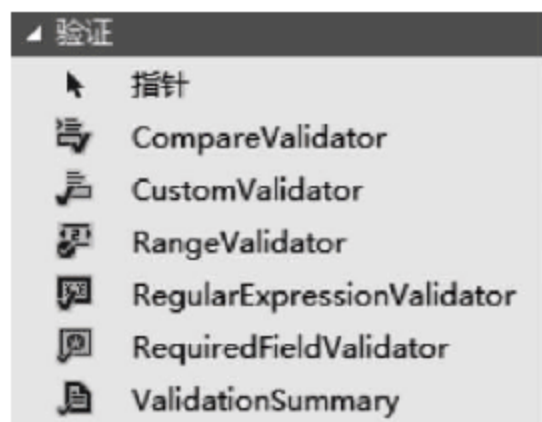 验证
指针
CompareValidator
CustomValidator
RangeValidator
RegularExpressionValidator
RequiredFieldValidator
ValidationSummary